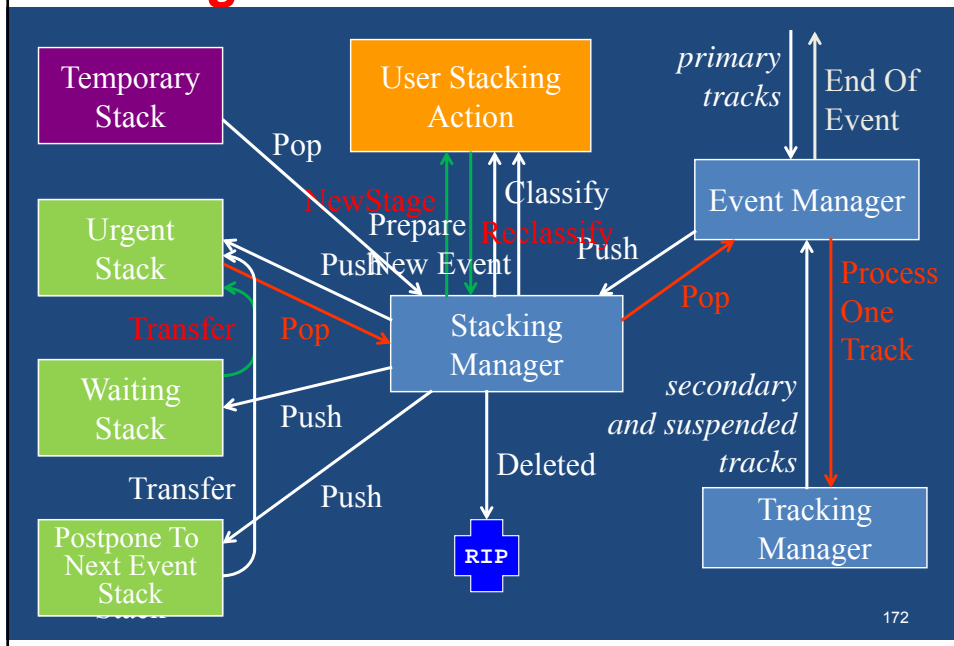 g
Temporary
Stack
User Stacking
Action
primary
tracks
End Of
Event
Pop
NewStage
Classify
Event Manager
Urgent
Stack
Prepare
New Event
Reclassify
Push
Push
Process
One
Track
Pop
Transfer
Pop
Stacking
Manager
Waiting
Stack
Push
secondary
and suspended
tracks
Deleted
Transfer
Push
Tracking
Manager
Postpone To
Next Event
Stack
Stack
RIP
172